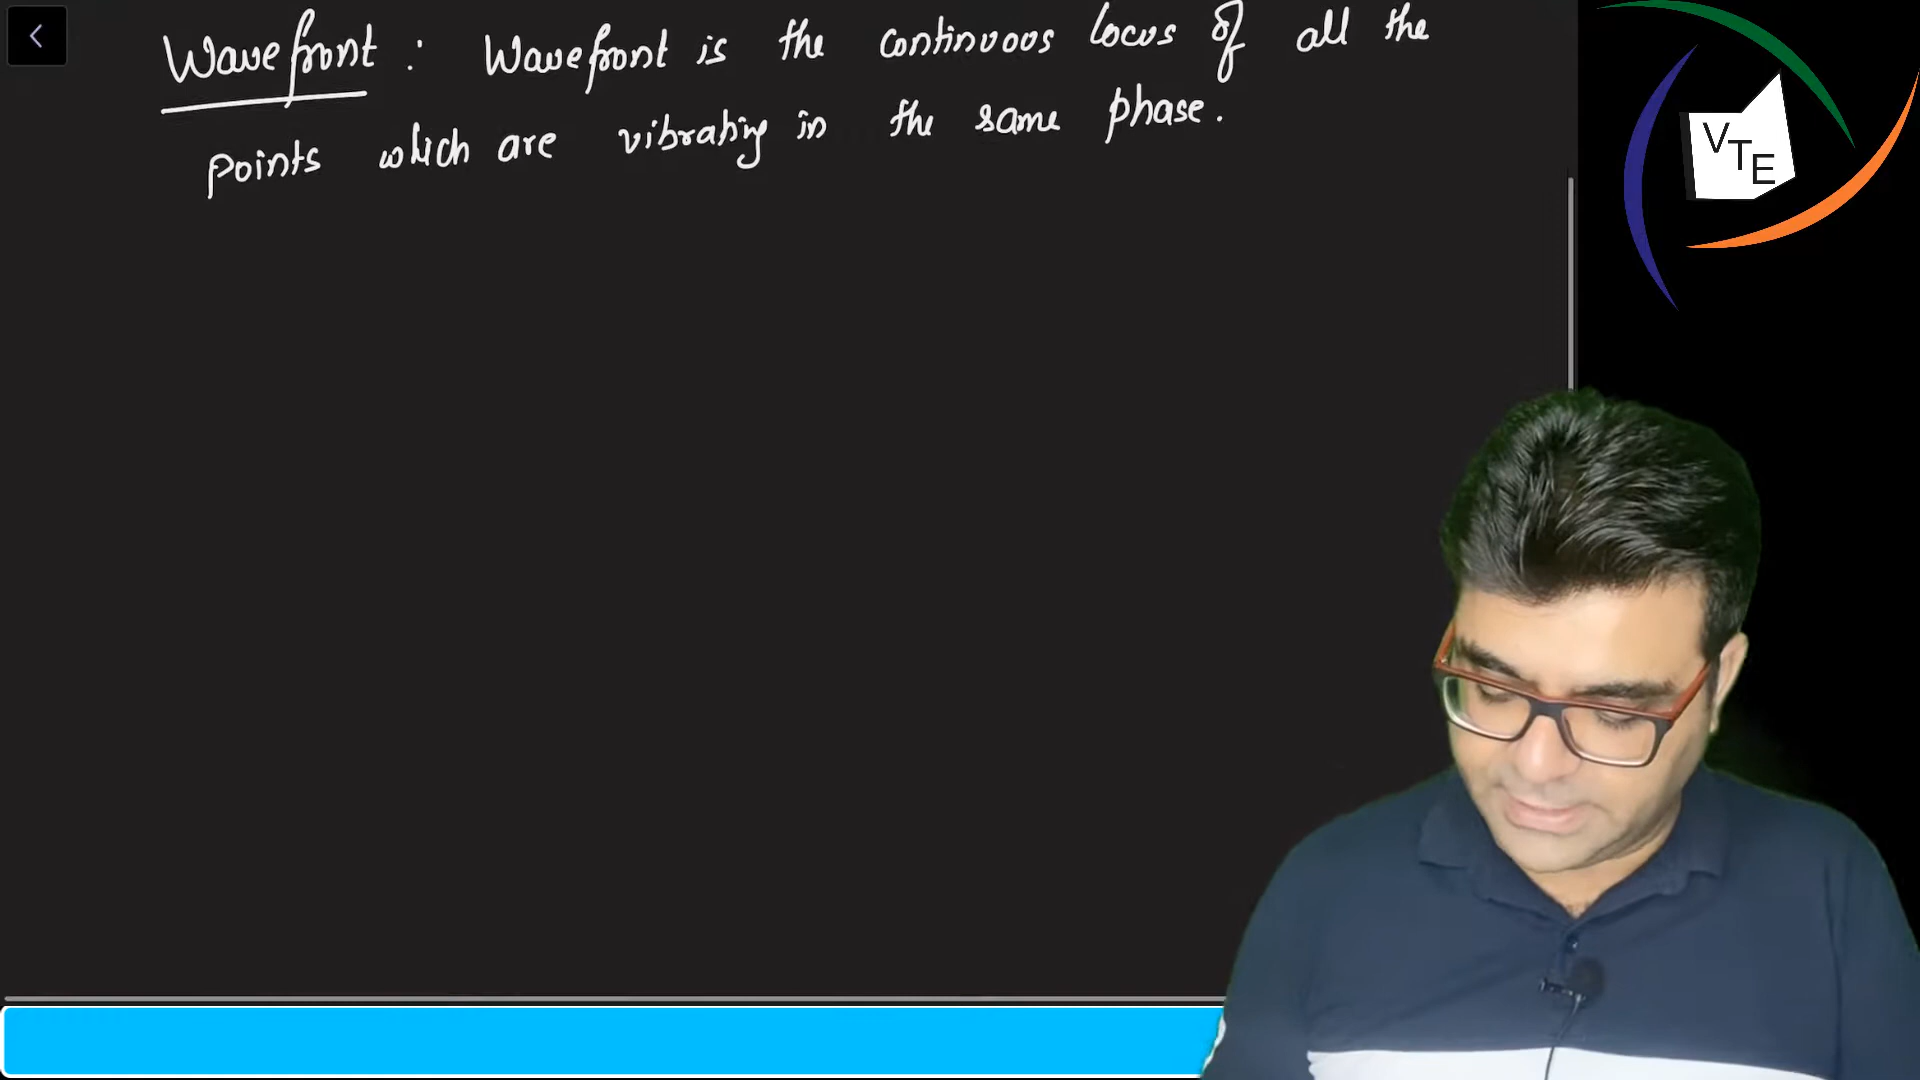 Wavefront : Wavefront is the continuous locus of all the
points which are vibrating in the same phase.
VTE